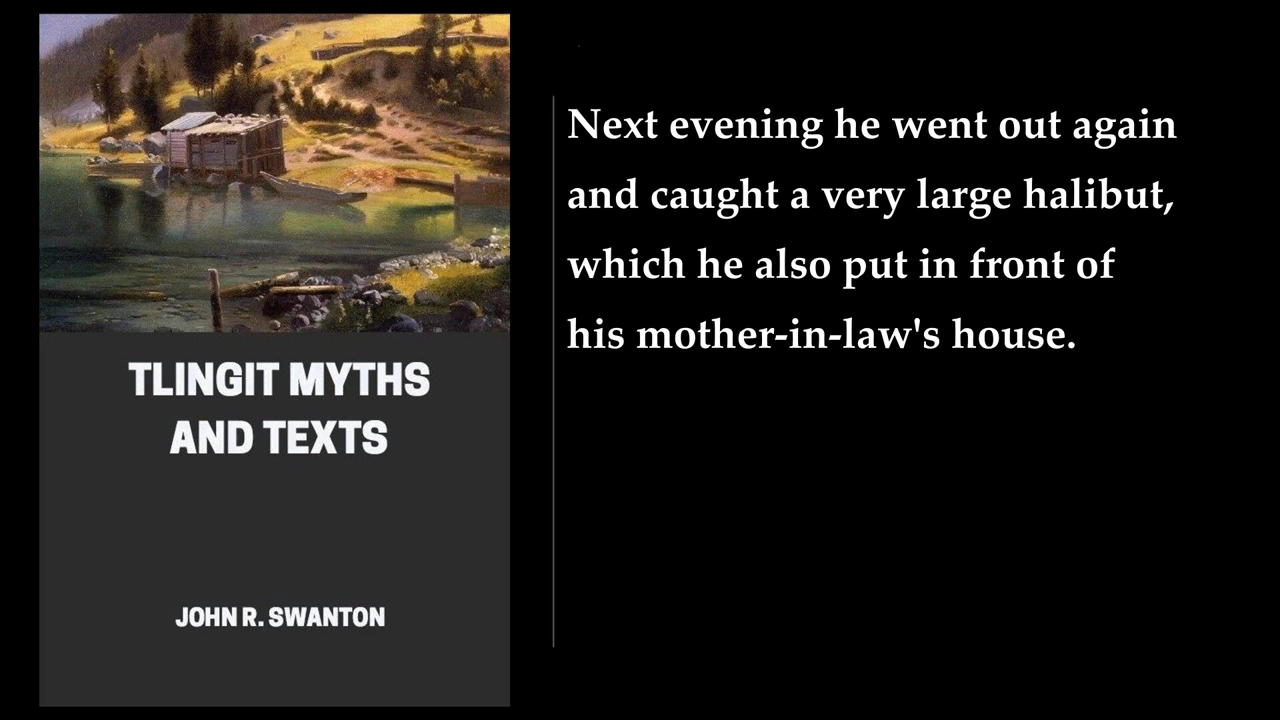 TLINGIT MYTHS
AND TEXTS
JOHN R. SWANTON
Next evening he went out again
and caught a very large halibut,
which he also put in front of
his mother-in-law's house.